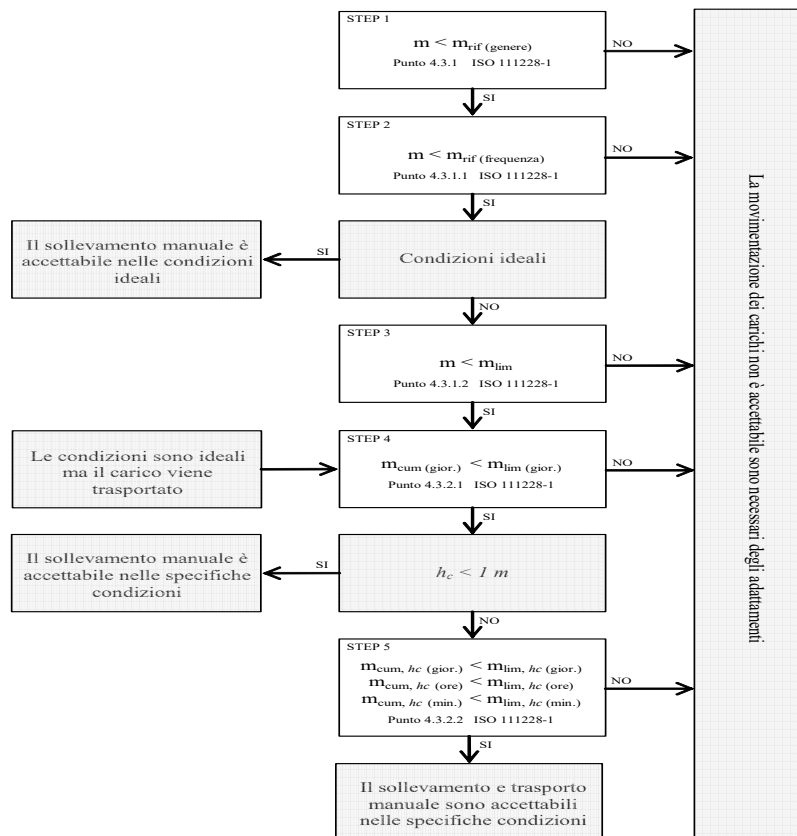 STEP 1
m < mrif (genere)
Punto 4.3.1 ISO 111228-1
NO
SI
STEP 2
m < mrif (frequenza)
Punto 4.3.1.1 ISO 111228-1
NO
SI
Il sollevamento manuale è
accettabile nelle condizioni
ideali
SI
Condizioni ideali
NO
STEP 3
m < mlim
Punto 4.3.1.2 ISO 111228-1
NO
SI
Le condizioni sono ideali
ma il carico viene
trasportato
STEP 4
mcum (gior.) < mlim (gior.)
Punto 4.3.2.1 ISO 111228-1
NO
SI
Il sollevamento manuale è
accettabile nelle specifiche
condizioni
SI
hc < 1 m
NO
STEP 5
mcum, hc (gior.) < mlim, hc (gior.)
mcum, hc (ore) < mlim, hc (ore)
mcum, hc (min.) < mlim, hc (min.)
Punto 4.3.2.2 ISO 111228-1
NO
SI
Il sollevamento e trasporto
manuale sono accettabili
nelle specifiche condizioni
La movimentazione dei carichi non è accettabile sono necessari degli adattamenti